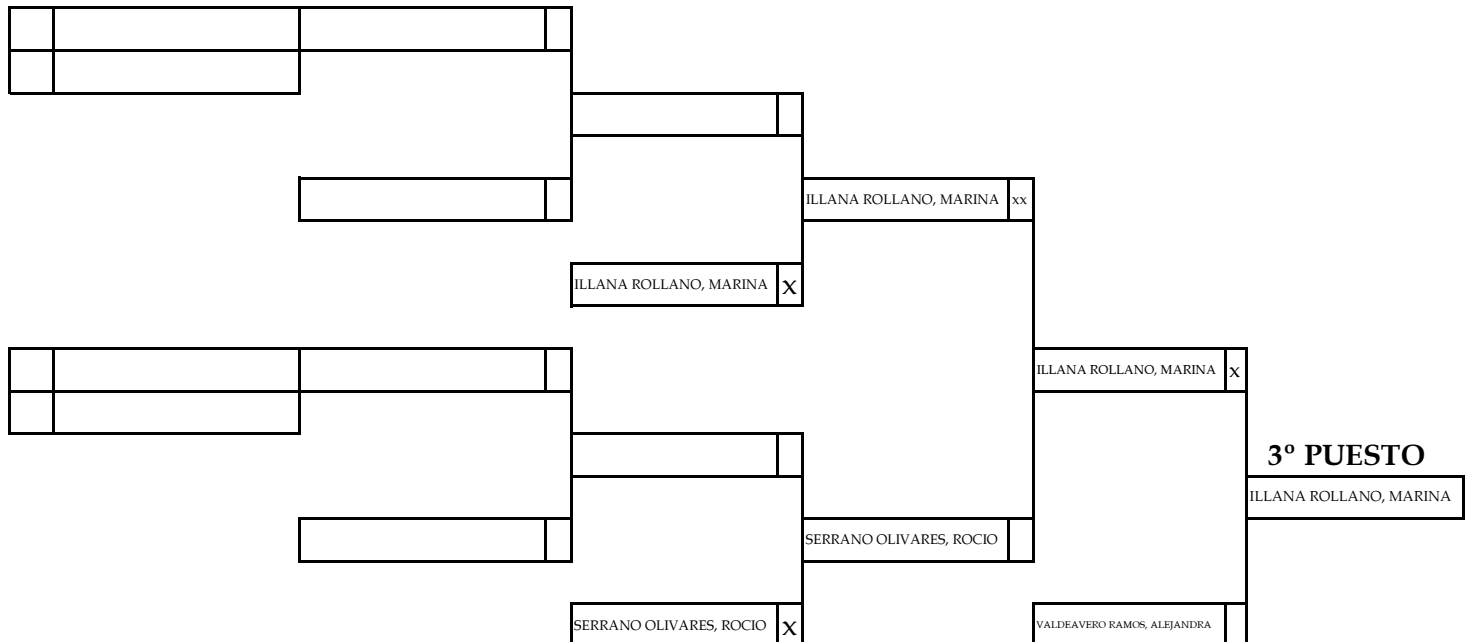 ILLANA ROLLANO, MARINA xx
ILLANA ROLLANO, MARINA X
ILLANA ROLLANO, MARINA x
3º PUESTO
ILLANA ROLLANO, MARINA
SERRANO OLIVARES, ROCIO
SERRANO OLIVARES, ROCIO X
VALDEAVERO RAMOS, ALEJANDRA